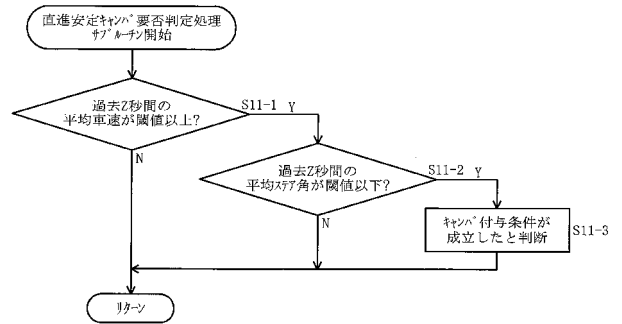 直進安定ｷｬﾝﾊﾞ要否判定処理
ｻﾌﾞﾙｰﾁﾝ開始
過去Z秒間の
平均車速が閾値以上?
S11-1
Y
N
過去Z秒間の
平均ｽﾃｱ角が閾値以下?
S11-2
Y
N
ｷｬﾝﾊﾞ付与条件が
成立したと判断
S11-3
ﾘﾀｰﾝ